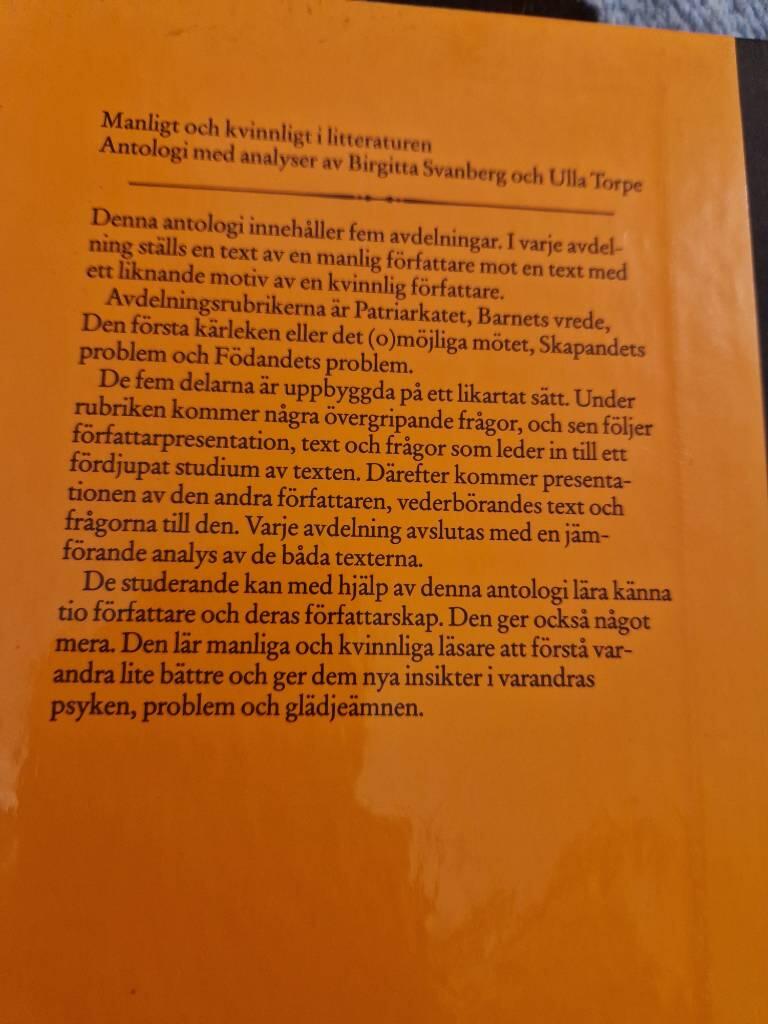 Manligt och kvinnligt i litteraturen
Antologi med analyser av Birgitta Svanberg och Ulla Torpe
Denna antologi innehåller fem avdelningar. I varje avdel-
ning ställs en text av en manlig författare mot en text med
ett liknande motiv av en kvinnlig författare.
Avdelningsrubrikerna är Patriarkatet, Barnets vrede,
Den första kärleken eller det (o)möjliga mötet, Skapandets
problem och Födandets problem.
De fem delarna är uppbyggda på ett likartat sätt. Under
rubriken kommer några övergripande frågor, och sen följer
författarpresentation, text och frågor som leder in till ett
fördjupat studium av texten. Därefter kommer presenta-
tionen av den andra författaren, vederbörandes text och
frågorna till den. Varje avdelning avslutas med en jäm-
förande analys av de båda texterna.
De studerande kan med hjälp av denna antologi lära känna
tio författare och deras författarskap. Den ger också något
mera. Den lär manliga och kvinnliga läsare att förstå var-
andra lite bättre och ger dem nya insikter i varandras
psyken, problem och glädjeämnen.